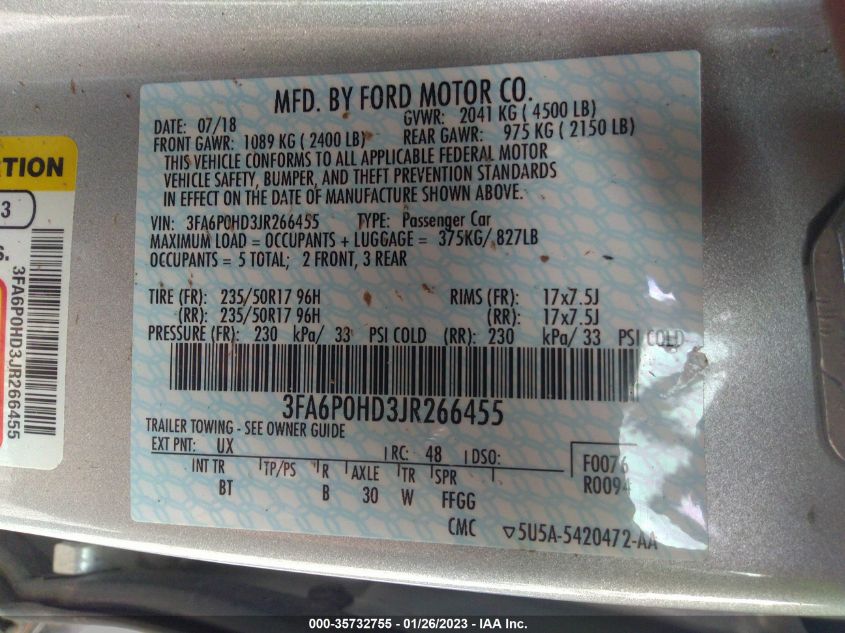 MFD. BY FORD MOTOR CO.
DATE: 07/18 GVWR: 2041 KG ( 4500 LB)
FRONT GAWR: 1089 KG ( 2400 LB) REAR GAWR: 975 KG ( 2150 LB)
THIS VEHICLE CONFORMS TO ALL APPLICABLE FEDERAL MOTOR
VEHICLE SAFETY, BUMPER, AND THEFT PREVENTION STANDARDS
IN EFFECT ON THE DATE OF MANUFACTURE SHOWN ABOVE.
VIN: 3FA6P0HD3JR266455 TYPE: Passenger Car
MAXIMUM LOAD = OCCUPANTS + LUGGAGE = 375KG/ 827LB
OCCUPANTS = 5 TOTAL; 2 FRONT, 3 REAR
TIRE (FR): 235/50R17 96H RIMS (FR): 17x7.5J
(RR): 235/50R17 96H (RR): 17x7.5J
PRESSURE (FR): 230 kPa/ 33 PSI COLD (RR): 230 kPa/ 33 PSI COLD
3FA6P0HD3JR266455
TRAILER TOWING - SEE OWNER GUIDE
EXT PNT: UX RC: 48 DSO: F0076
INT TR TP/PS R AXLE TR SPR R0094
BT B 30 W FFGG
CMC 5U5A-5420472-AA
3
3FA6P0HD3JR266455
000-35732755 - 01/26/2023 - IAA Inc.